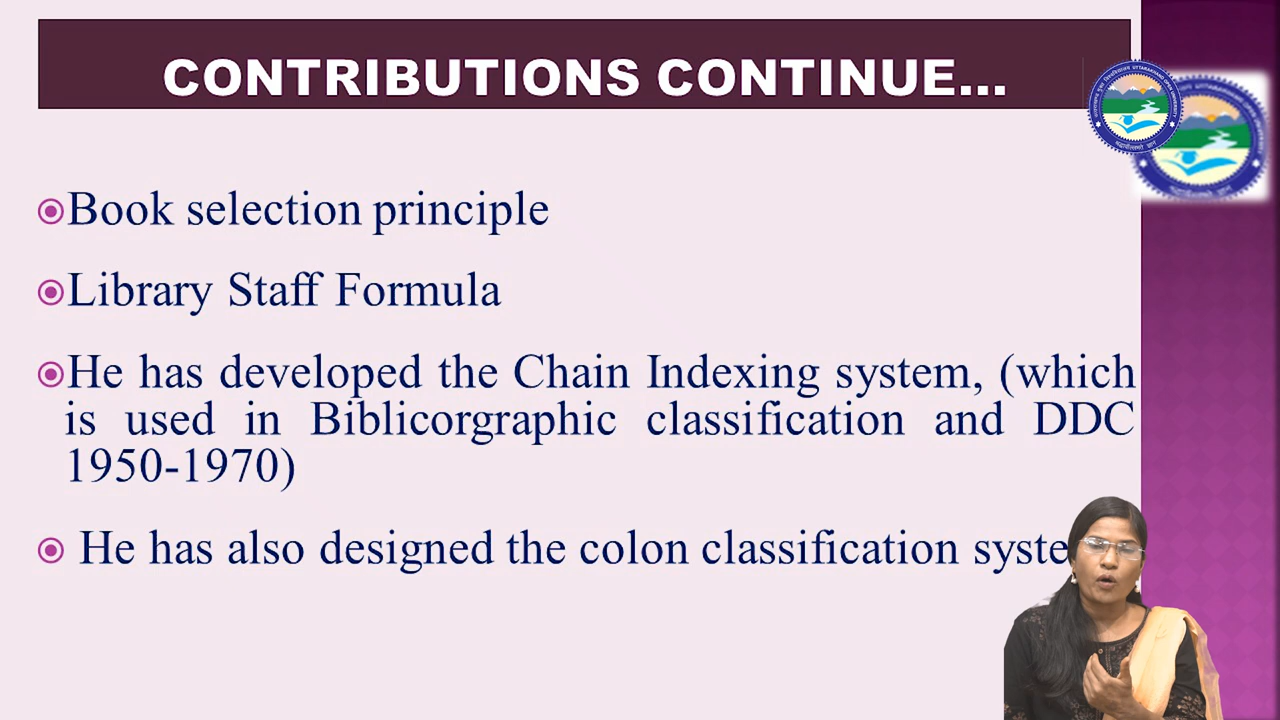 CONTRIBUTIONS CONTINUE...
Book selection principle
Library Staff Formula
He has developed the Chain Indexing system, (which
is used in Biblicorgraphic classification and DDC
1950-1970)
He has also designed the colon classification syste